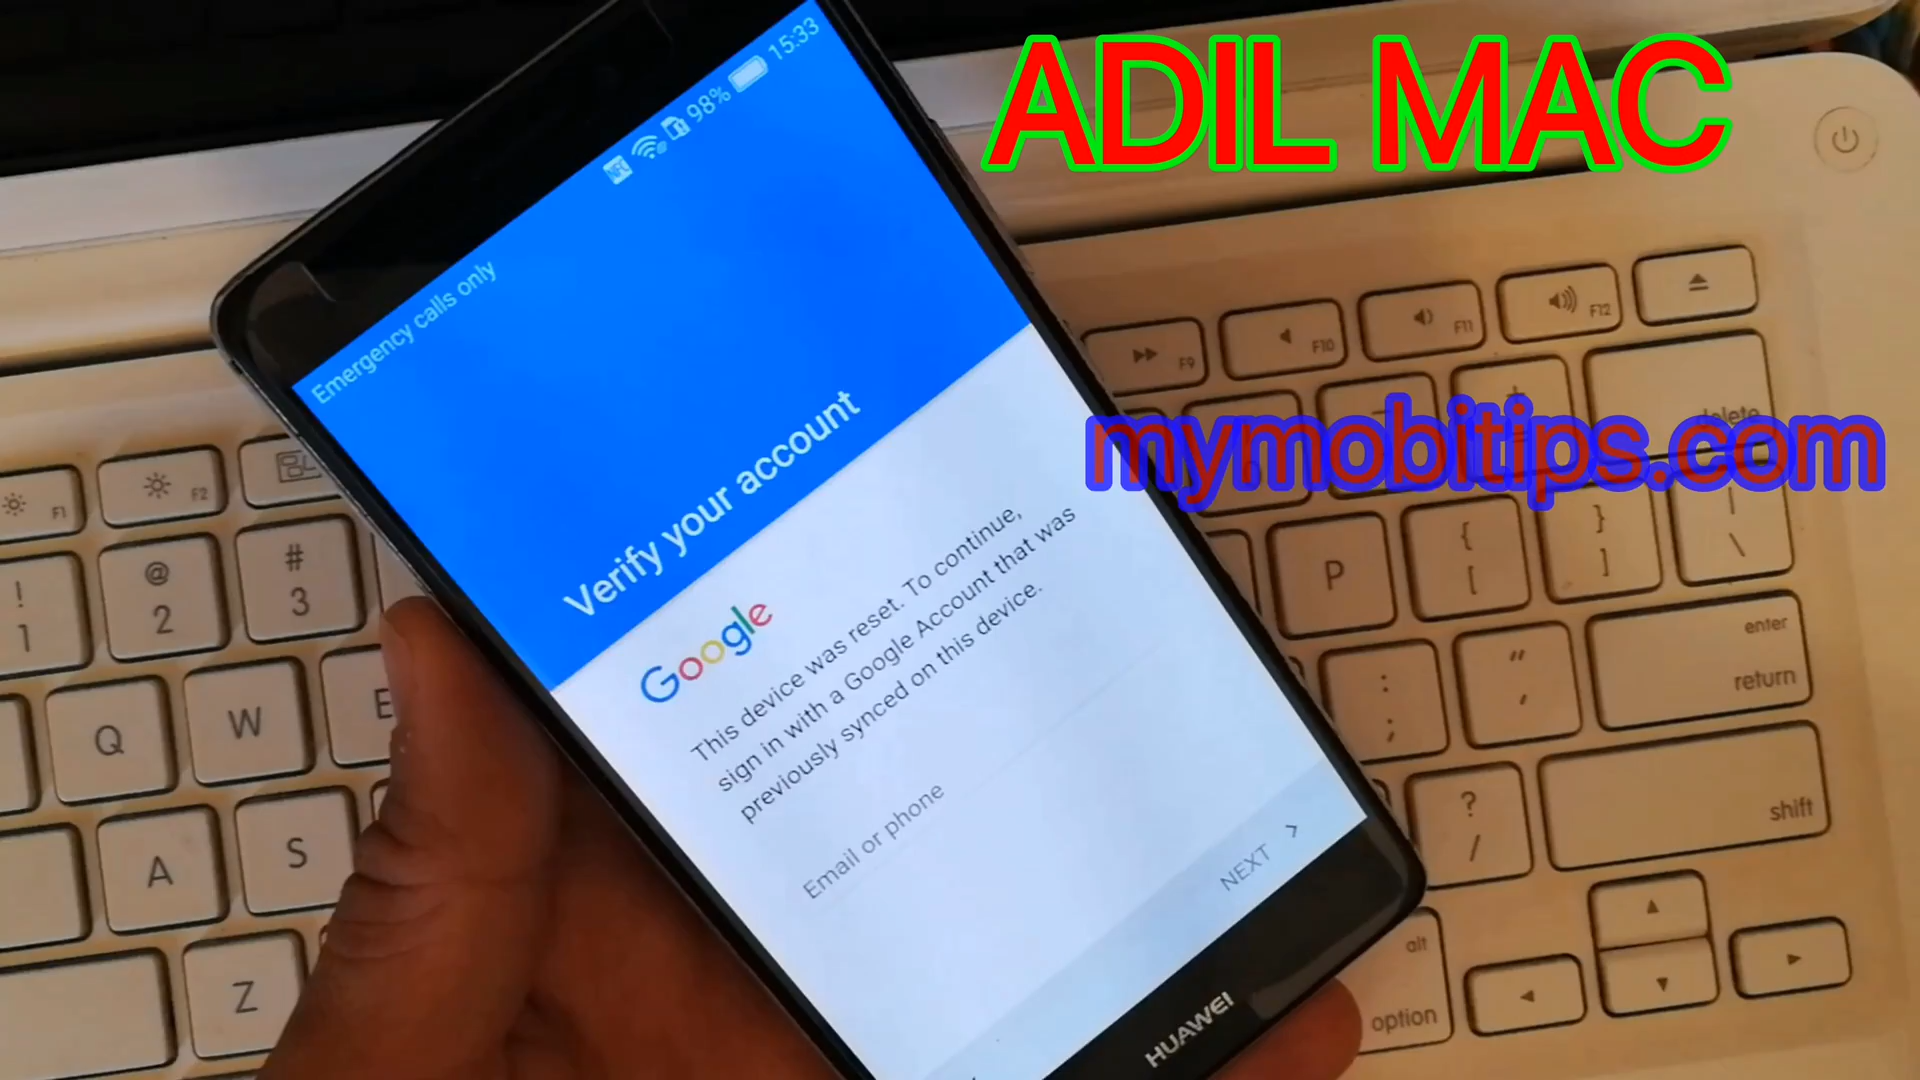 ADIL MAC
mymobitips.com
Emergency calls only
NFC
98%
15:33
Verify your account
Google
This device was reset. To continue,
sign in with a Google Account that was
previously synced on this device.
Email or phone
NEXT
HUAWEI
F1
F2
F9
F10
F11
F12
delete
!
1
@
2
#
3
Q
W
E
P
{
[
}
]
|
\
A
S
:
;
"
'
enter
return
Z
?
/
shift
alt
option